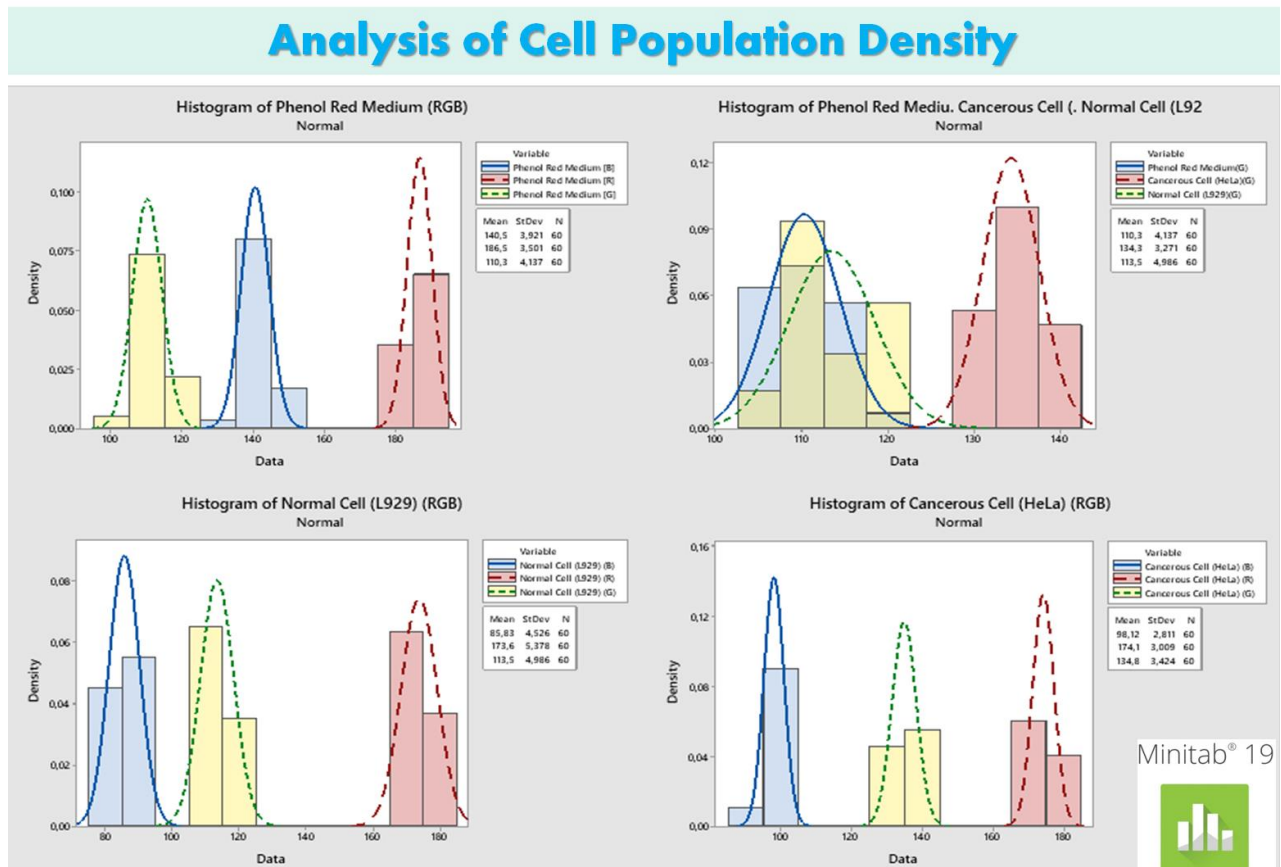 Analysis of Cell Population Density
Histogram of Phenol Red Medium (RGB)
Normal
0,100
0,075
0,050
0,025
0,000
Density
100 120 140 160 180
Data
Variable
Phenol Red Medium [B]
Phenol Red Medium [R]
Phenol Red Medium [G]
Mean StDev N
140,5 3,921 60
186,5 3,501 60
110,3 4,137 60
Histogram of Phenol Red Mediu. Cancerous Cell (. Normal Cell (L92
Normal
0,12
0,09
0,06
0,03
0,00
Density
100 110 120 130 140
Data
Variable
Phenol Red Medium(G)
Cancerous Cell (HeLa)(G)
Normal Cell (L929)(G)
Mean StDev N
110,3 4,137 60
134,3 3,271 60
113,5 4,986 60
Histogram of Normal Cell (L929) (RGB)
Normal
0,08
0,06
0,04
0,02
0,00
Density
80 100 120 140 160 180
Data
Variable
Normal Cell (L929) (B)
Normal Cell (L929) (R)
Normal Cell (L929) (G)
Mean StDev N
85,83 4,526 60
173,6 5,378 60
113,5 4,986 60
Histogram of Cancerous Cell (HeLa) (RGB)
Normal
0,16
0,12
0,08
0,04
0,00
Density
100 120 140 160 180
Data
Variable
Cancerous Cell (HeLa) (B)
Cancerous Cell (HeLa) (R)
Cancerous Cell (HeLa) (G)
Mean StDev N
98,12 2,811 60
174,1 3,009 60
134,8 3,424 60
Minitab® 19